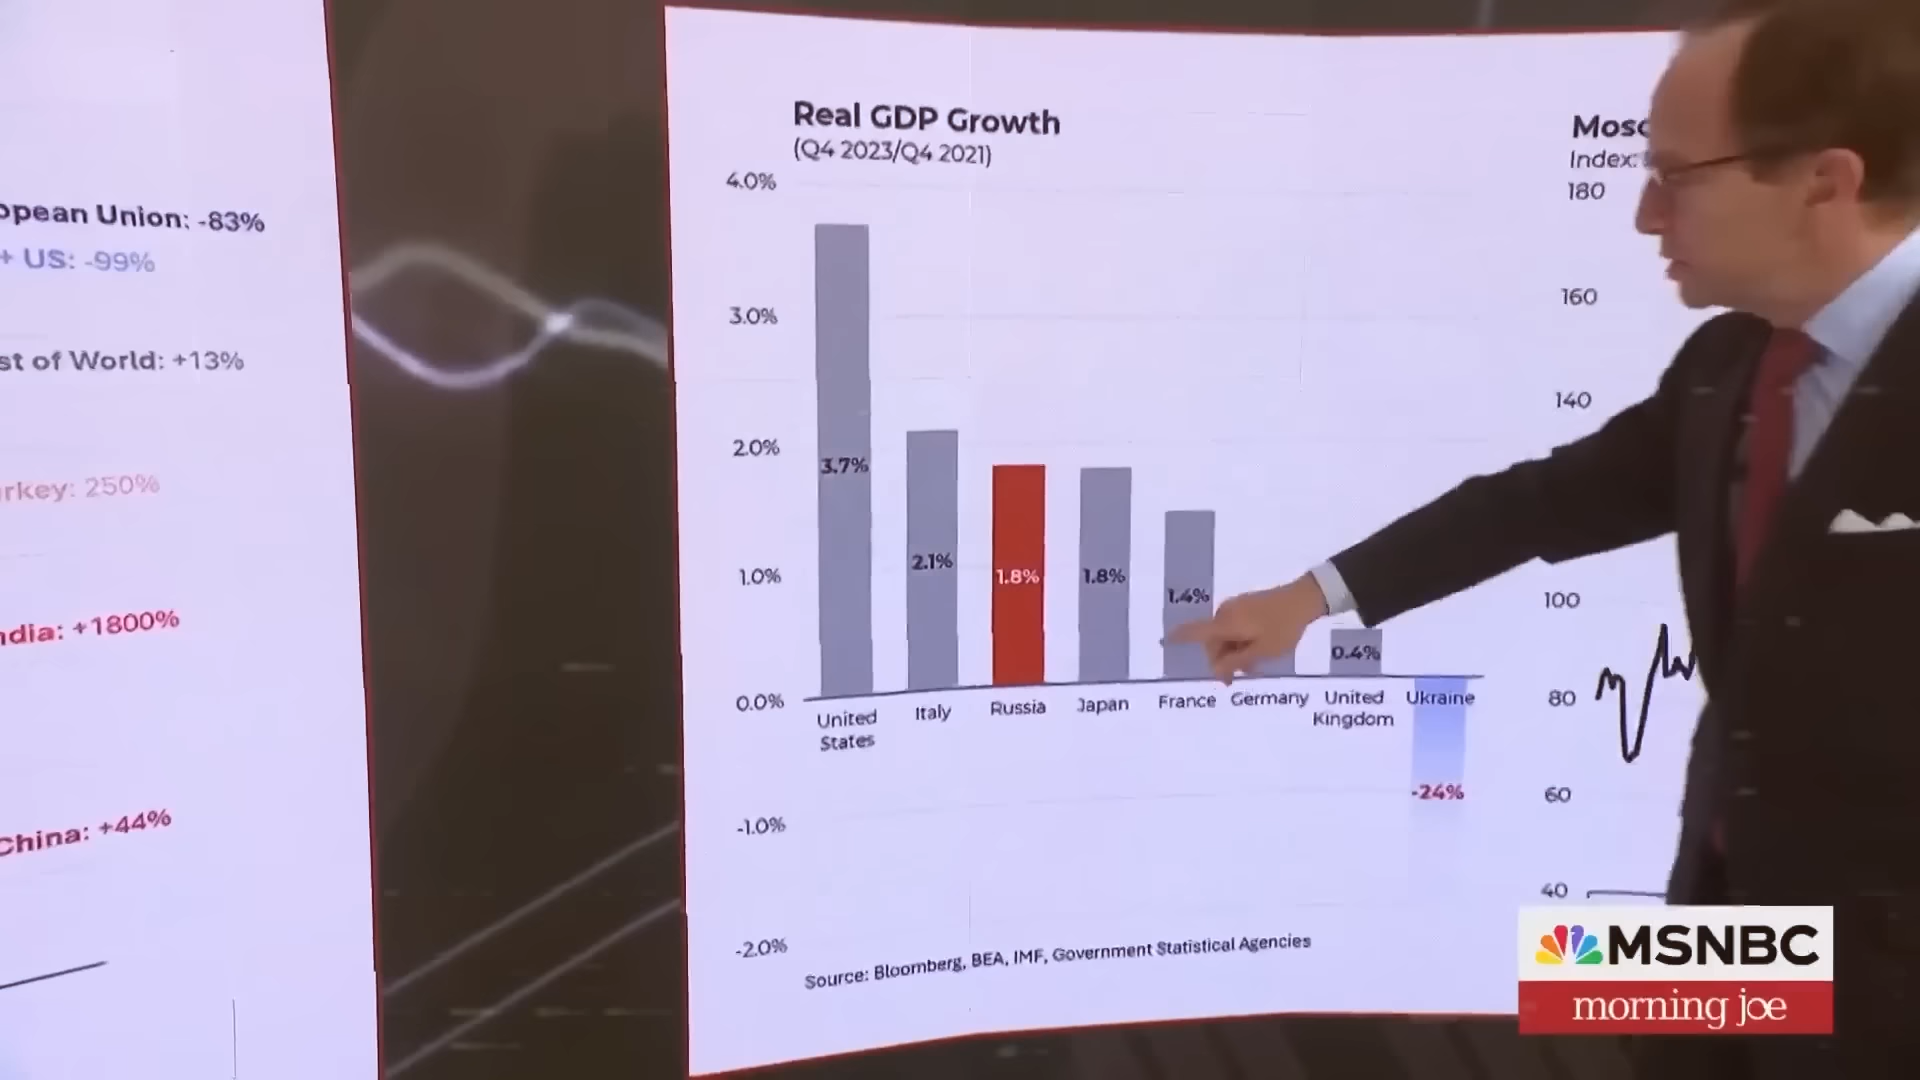 opean Union: -83%
+ US: -99%
st of World: +13%
rkey: 250%
ndia: +1800%
China: +44%
Real GDP Growth
(Q4 2023/Q4 2021)
4.0%
3.0%
2.0%
1.0%
0.0%
-1.0%
-2.0%
3.7%
2.1%
1.8%
1.8%
1.4%
0.4%
-24%
United States
Italy
Russia
Japan
France
Germany
United Kingdom
Ukraine
Source: Bloomberg, BEA, IMF, Government Statistical Agencies
Mosc
Index:
180
160
140
100
80
60
40
MSNBC
morning joe